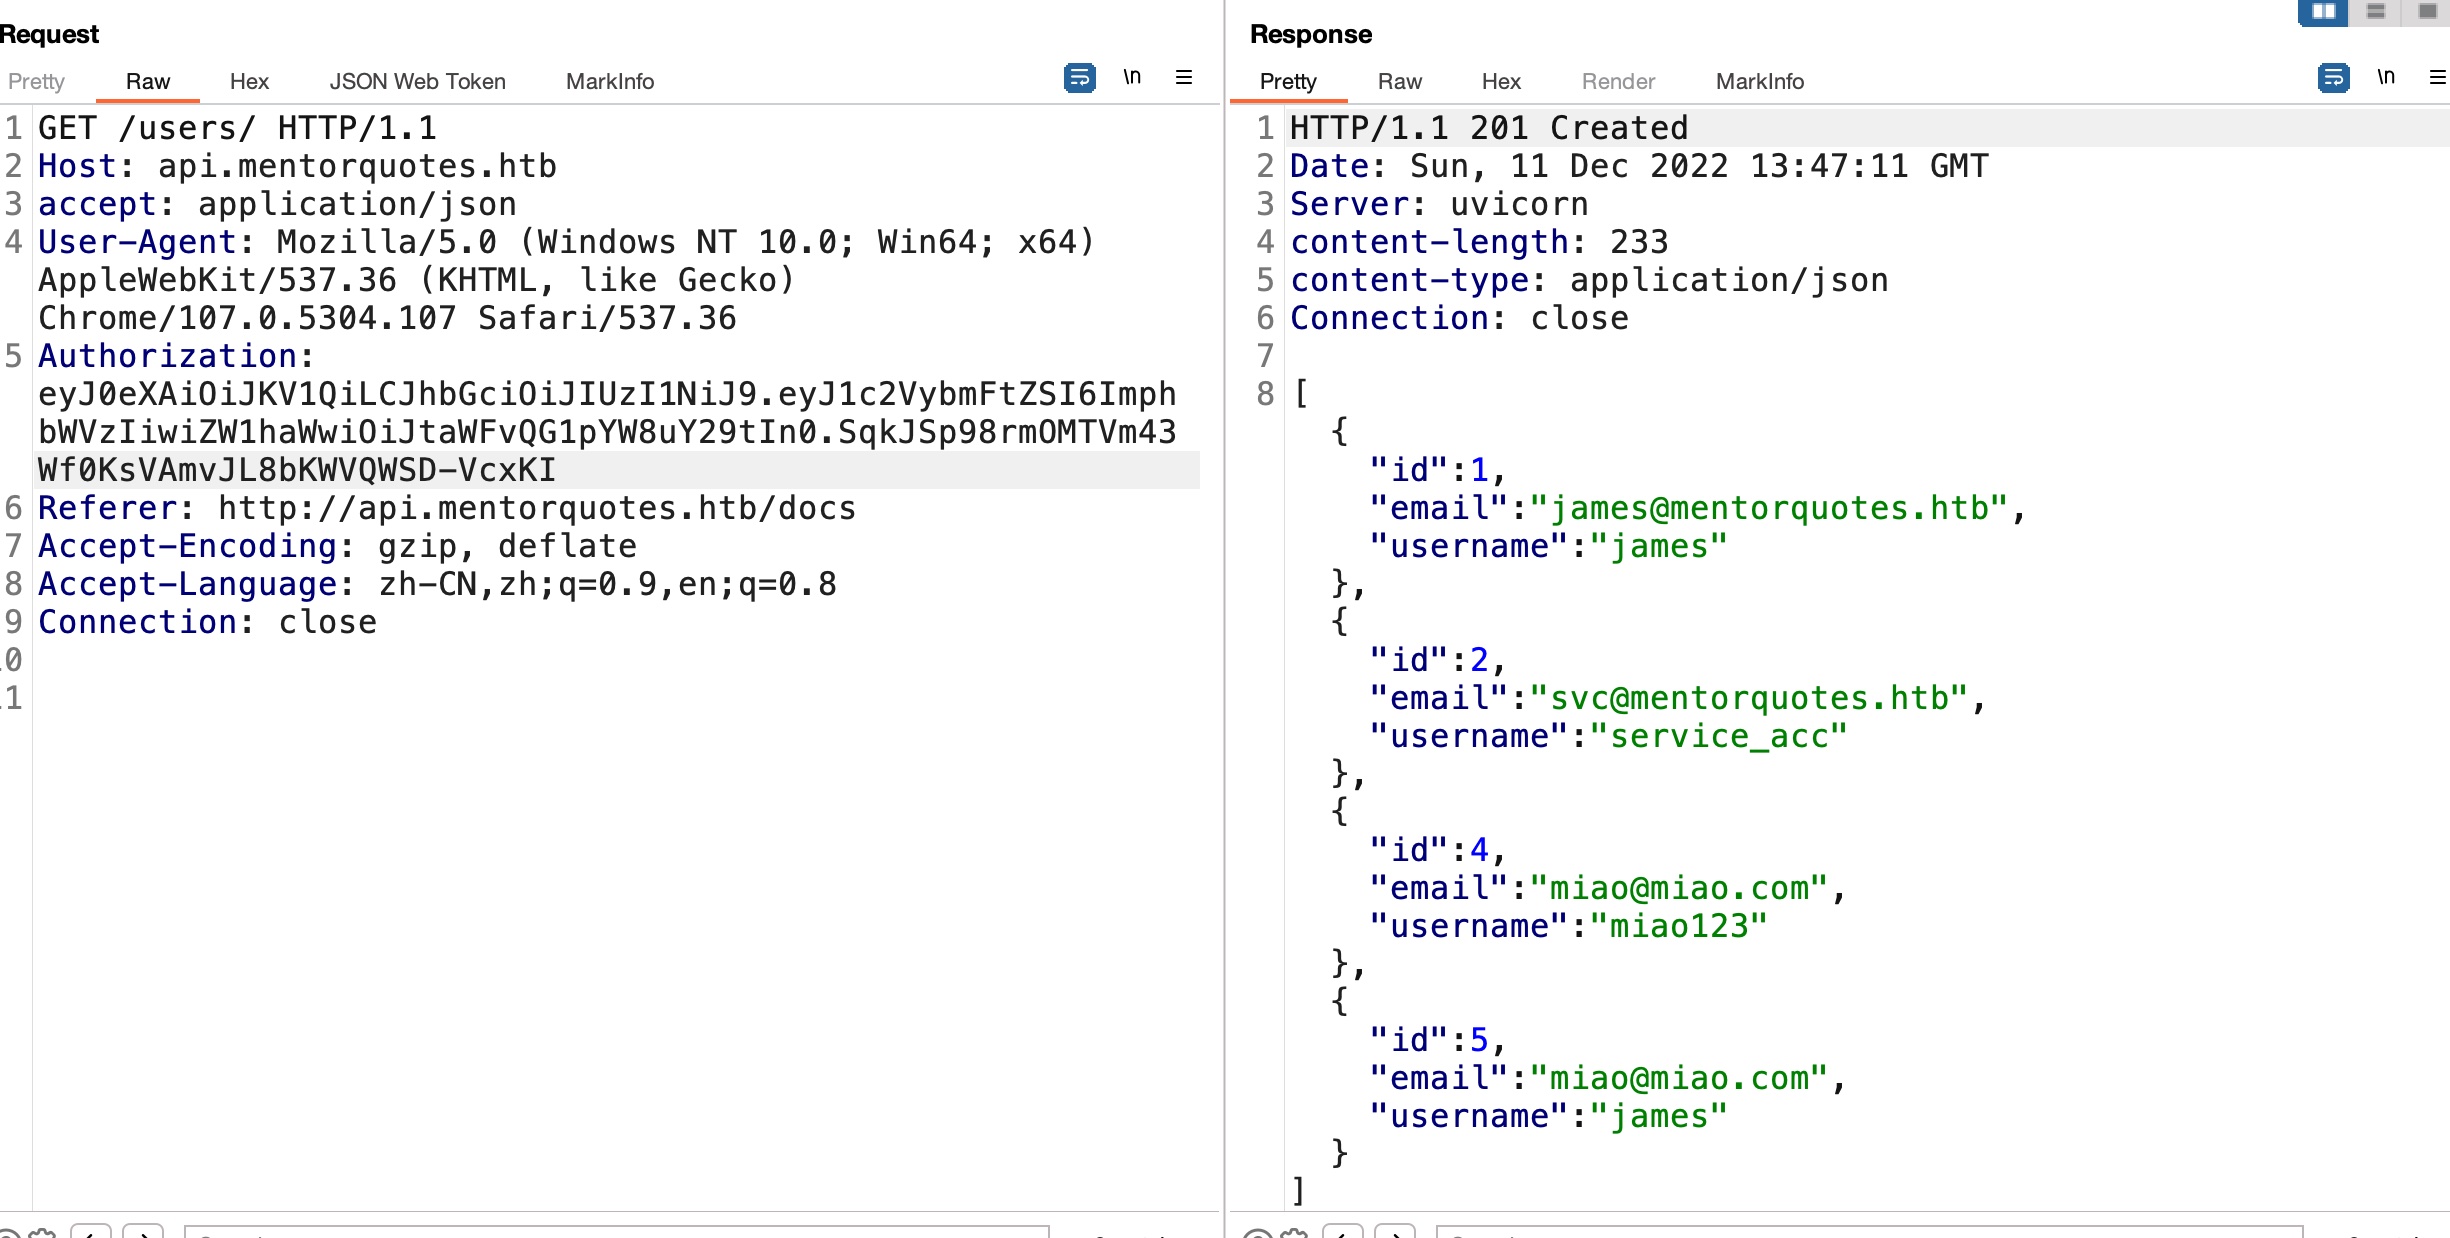 Request
Pretty Raw Hex JSON Web Token MarkInfo \n
1 GET /users/ HTTP/1.1
2 Host: api.mentorquotes.htb
3 accept: application/json
4 User-Agent: Mozilla/5.0 (Windows NT 10.0; Win64; x64)
AppleWebKit/537.36 (KHTML, like Gecko)
Chrome/107.0.5304.107 Safari/537.36
5 Authorization:
eyJ0eXAiOiJKV1QiLCJhbGciOiJIUzI1NiJ9.eyJ1c2VybmFtZSI6Imph
bWVzIiwiZW1haWwiOiJtaWFvQG1pYW8uY29tIn0.SqkJSp98rmOMTVm43
Wf0KsVAmvJL8bKWVQWSD-VcxKI
6 Referer: http://api.mentorquotes.htb/docs
7 Accept-Encoding: gzip, deflate
8 Accept-Language: zh-CN,zh;q=0.9,en;q=0.8
9 Connection: close
0
1
Response
Pretty Raw Hex Render MarkInfo \n
1 HTTP/1.1 201 Created
2 Date: Sun, 11 Dec 2022 13:47:11 GMT
3 Server: uvicorn
4 content-length: 233
5 content-type: application/json
6 Connection: close
7
8 [
{
"id":1,
"email":"james@mentorquotes.htb",
"username":"james"
},
{
"id":2,
"email":"svc@mentorquotes.htb",
"username":"service_acc"
},
{
"id":4,
"email":"miao@miao.com",
"username":"miao123"
},
{
"id":5,
"email":"miao@miao.com",
"username":"james"
}
]